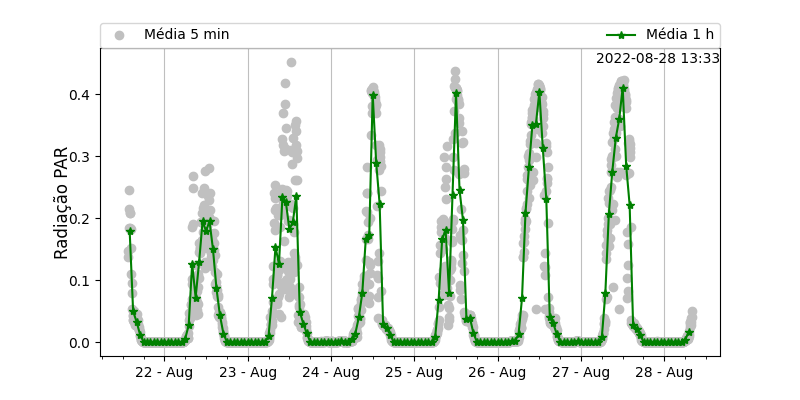 Média 5 min
Média 1 h
2022-08-28 13:33
Radiação PAR
0.4
0.3
0.2
0.1
0.0
22 - Aug
23 - Aug
24 - Aug
25 - Aug
26 - Aug
27 - Aug
28 - Aug